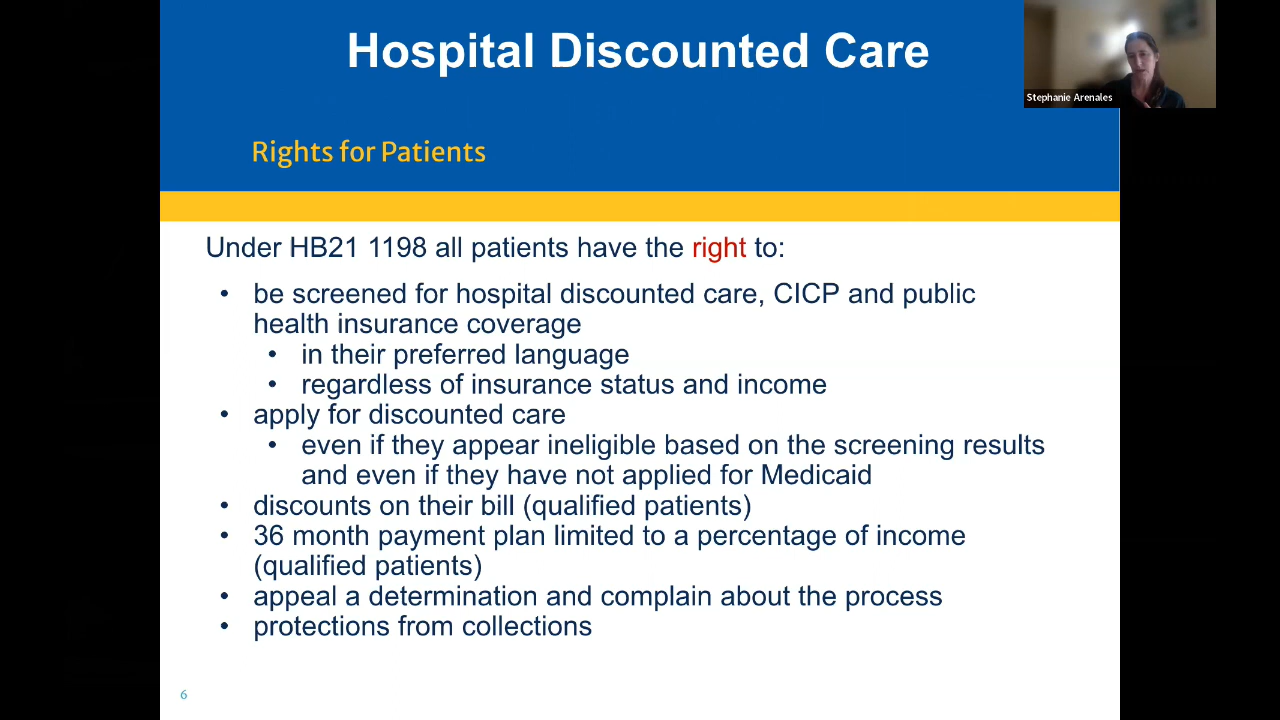 Hospital Discounted Care
Stephanie Arenales
Rights for Patients
Under HB21 1198 all patients have the right to:
• be screened for hospital discounted care, CICP and public
health insurance coverage
• in their preferred language
• regardless of insurance status and income
• apply for discounted care
• even if they appear ineligible based on the screening results
and even if they have not applied for Medicaid
• discounts on their bill (qualified patients)
• 36 month payment plan limited to a percentage of income
(qualified patients)
• appeal a determination and complain about the process
• protections from collections
6